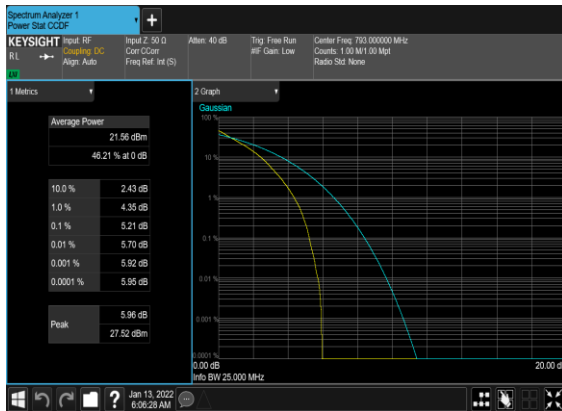 Spectrum Analyzer 1
Power Stat CCDF
KEYSIGHT
RL
Input: RF
Coupling: DC
Align: Auto
Input Z: 50 Ω
Corr CCorr
Freq Ref: Int (S)
Atten: 40 dB
Trig: Free Run
#IF Gain: Low
Center Freq: 793.000000 MHz
Counts: 1.00 M/1.00 Mpt
Radio Std: None
1 Metrics
Average Power
21.56 dBm
46.21 % at 0 dB
10.0 % 2.43 dB
1.0 % 4.35 dB
0.1 % 5.21 dB
0.01 % 5.70 dB
0.001 % 5.92 dB
0.0001 % 5.95 dB
Peak
5.96 dB
27.52 dBm
2 Graph
Gaussian
100 %
10 %
1 %
0.1 %
0.01 %
0.001 %
0.0001 %
0.00 dB
20.00 dB
Info BW 25.000 MHz
?
Jan 13, 2022
6:06:28 AM